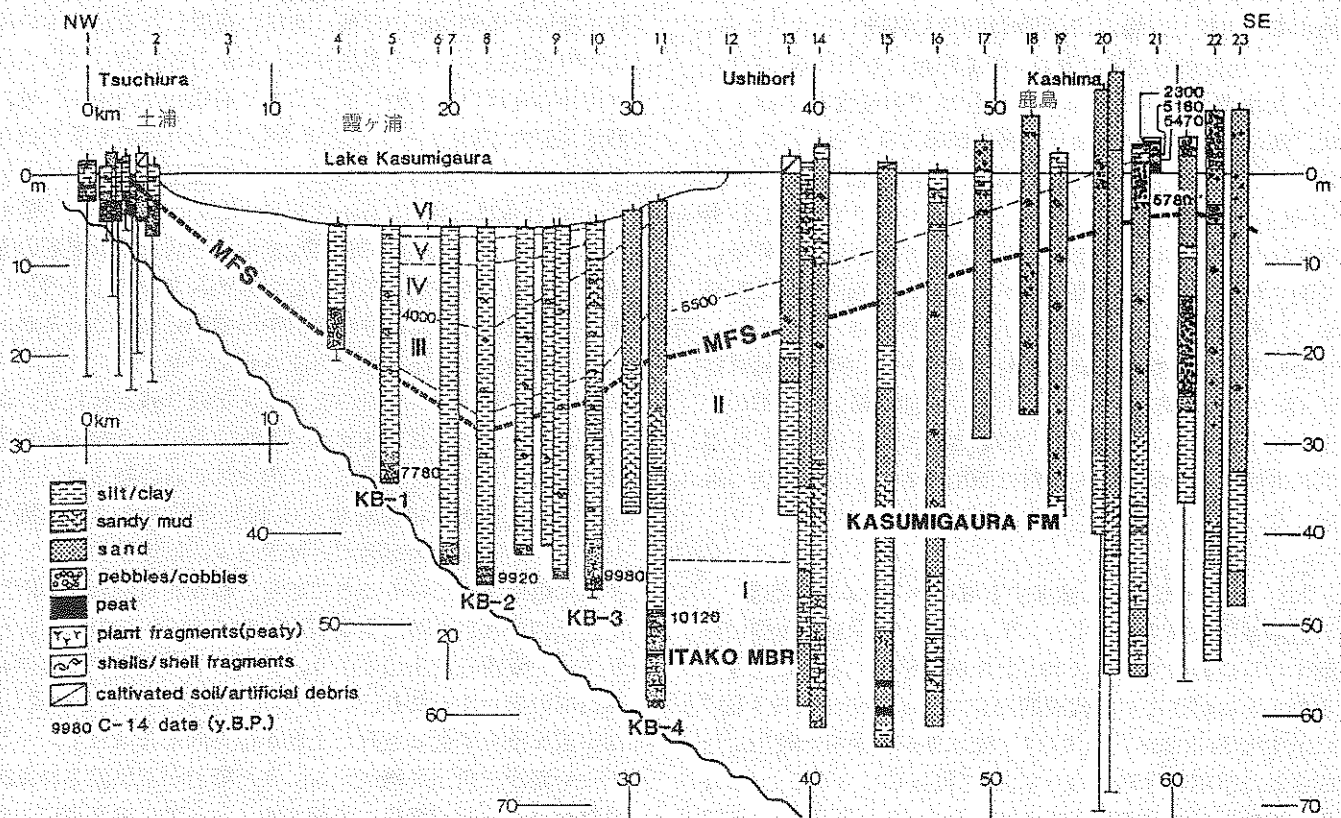 NW
SE
1 2 3 4 5 6 7 8 9 10 11 12 13 14 15 16 17 18 19 20 21 22 23
Tsuchiura
Ushibori
Kashima
0km
10
20
30
40
50
土浦
霞ヶ浦
鹿島
2300
5180
5470
Lake Kasumigaura
0
m
0
m
5780
VI
V
IV
4000
III
MFS
5500
MFS
II
10
20
30
10
20
30
40
50
60
70
0km
10
7780
KB-1
silt/clay
sandy mud
sand
pebbles/cobbles
peat
plant fragments(peaty)
shells/shell fragments
caltivated soil/artificial debris
9980 C-14 date (y.B.P.)
40
50
20
60
70
KB-2
9920
KB-3
9980
KB-4
10120
I
ITAKO MBR
KASUMIGAURA FM
30
40
50
60